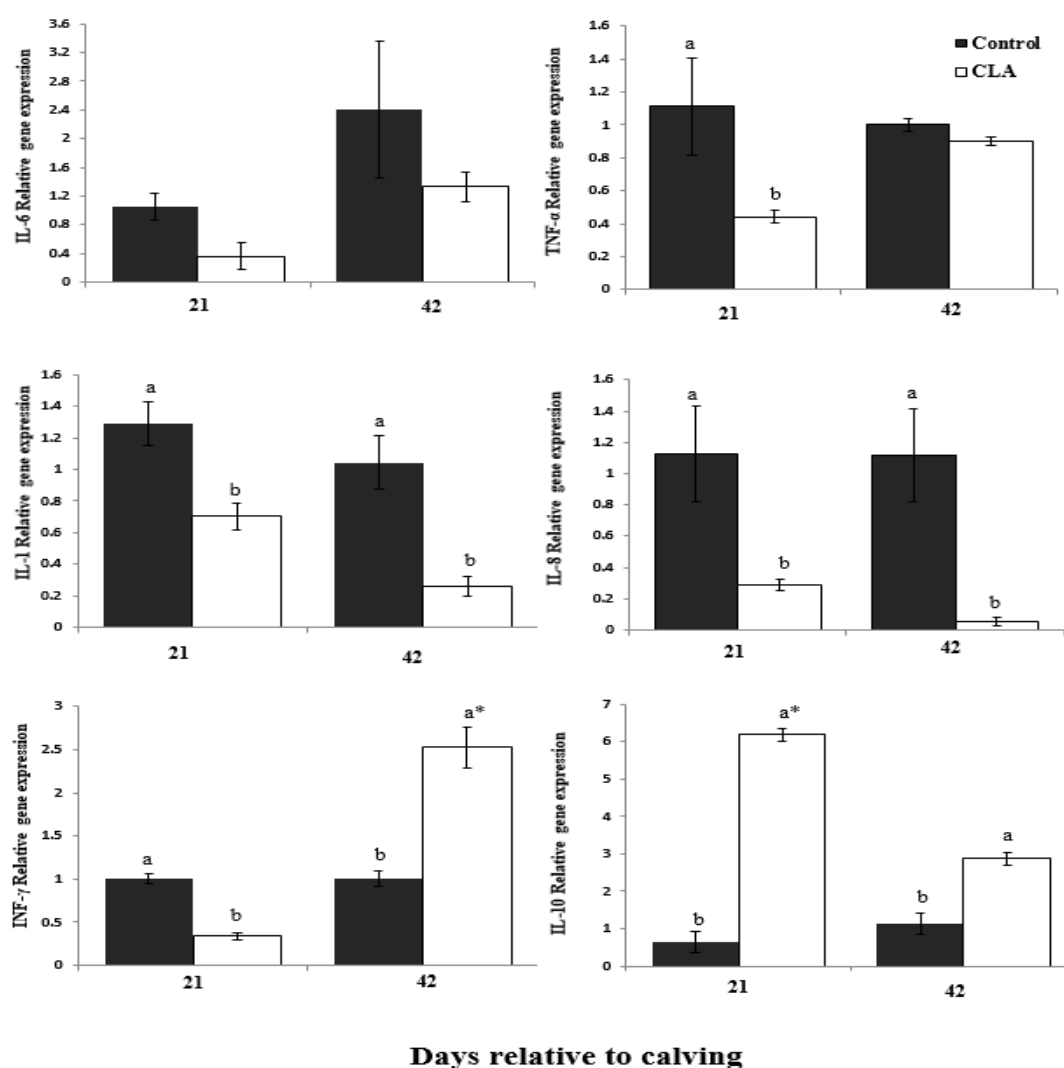 IL-6 Relative gene expression
3.6
3.2
2.8
2.4
2
1.6
1.2
0.8
0.4
0
21
42
TNF-α Relative gene expression
1.6
1.4
1.2
1
0.8
0.6
0.4
0.2
0
a
b
21
42
Control
CLA
IL-1 Relative gene expression
1.6
1.4
1.2
1
0.8
0.6
0.4
0.2
0
a
b
a
b
21
42
IL-8 Relative gene expression
1.6
1.4
1.2
1
0.8
0.6
0.4
0.2
0
a
b
a
b
21
42
INF-γ Relative gene expression
3
2.5
2
1.5
1
0.5
0
a
b
b
a*
21
42
IL-10 Relative gene expression
7
6
5
4
3
2
1
0
b
a*
b
a
21
42
Days relative to calving